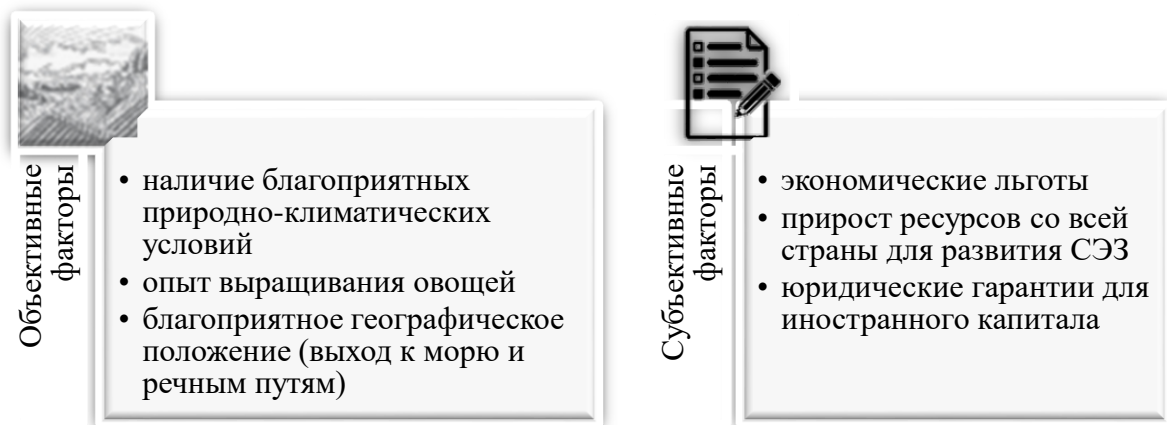 Объективные
факторы
• наличие благоприятных
природно-климатических
условий
• опыт выращивания овощей
• благоприятное географическое
положение (выход к морю и
речным путям)
Субъективные
факторы
• экономические льготы
• прирост ресурсов со всей
страны для развития СЭЗ
• юридические гарантии для
иностранного капитала